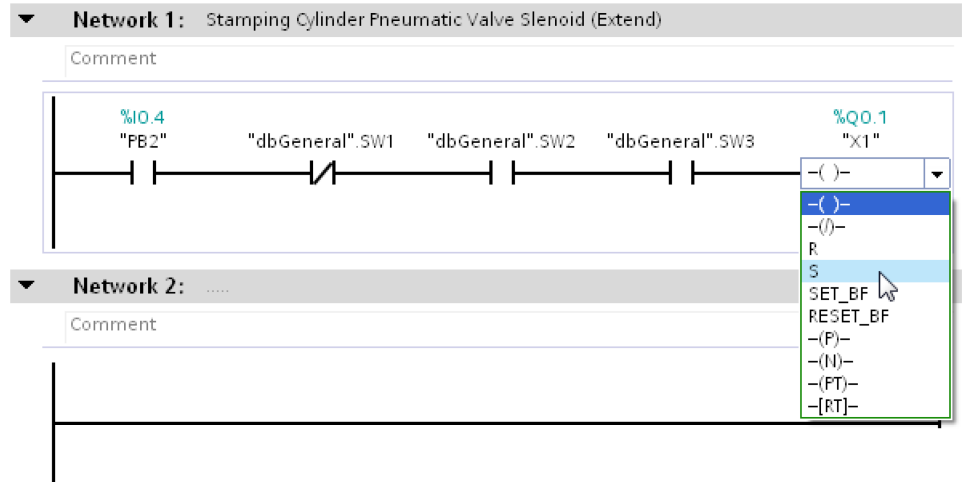 Network 1: Stamping Cylinder Pneumatic Valve Slenoid (Extend)
Comment
%I0.4 %Q0.1
"PB2" "dbGeneral".SW1 "dbGeneral".SW2 "dbGeneral".SW3 "X1"
–( )–
–( )–
–(/)–
R
S
Network 2: .....
SET_BF
RESET_BF
Comment
–(P)–
–(N)–
–(PT)–
–[RT]–